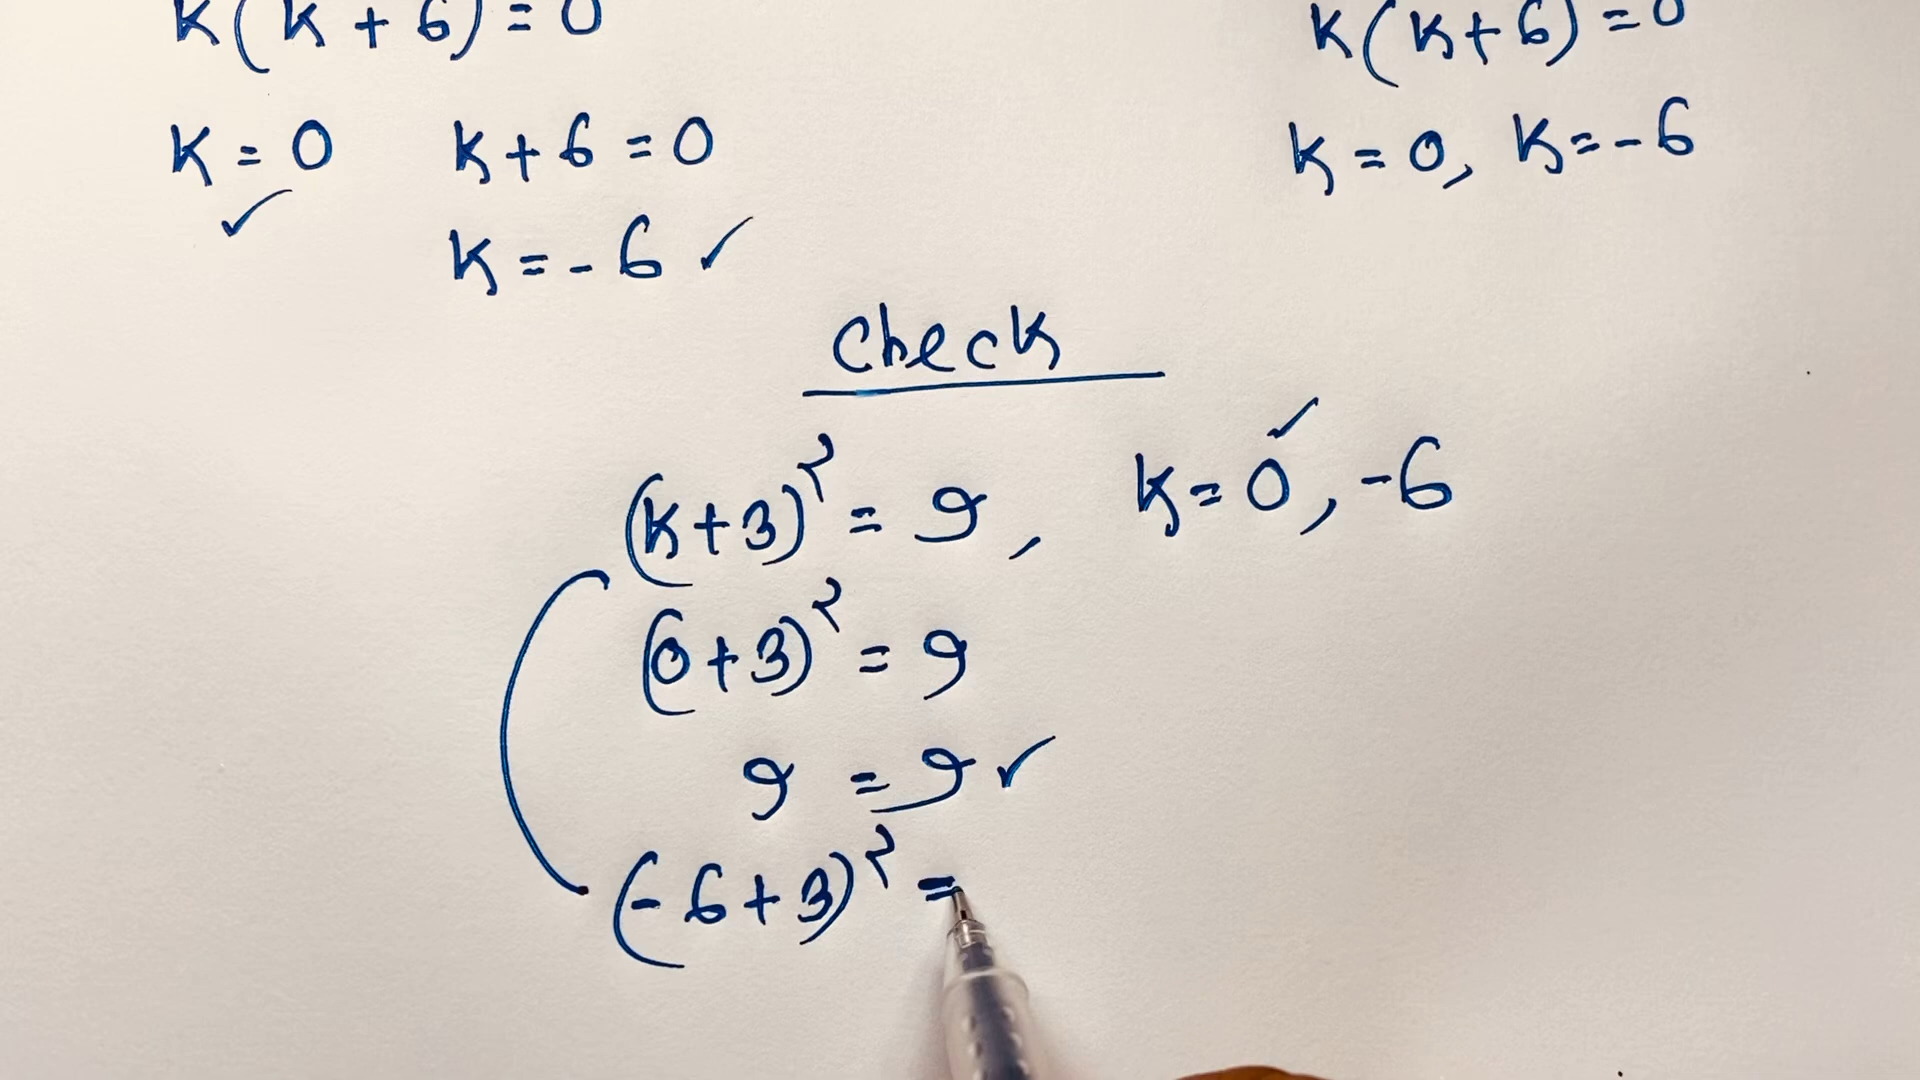 K(K+6)=0
K=0 K+6=0
K=-6
K(K+6)=0
K=0, K=-6
Check
(K+3)²=9, K=0,-6
(0+3)²=9
9=9
(-6+3)²=